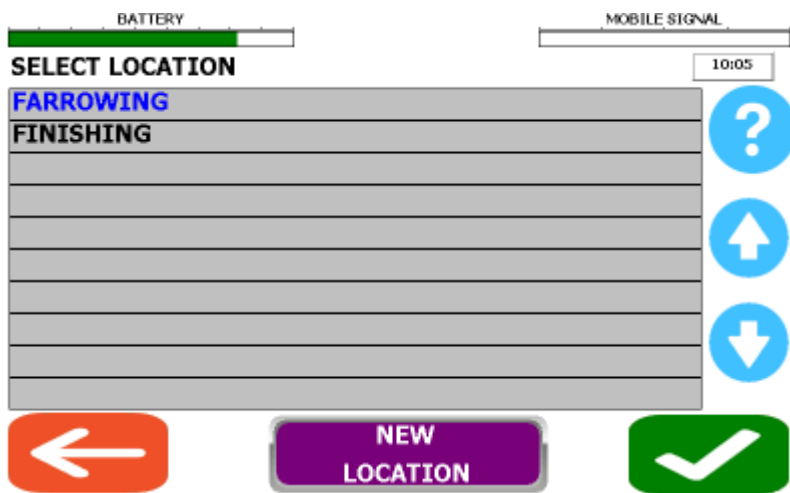 BATTERY
MOBILE SIGNAL
SELECT LOCATION
10:05
FARROWING
FINISHING
?
NEW
LOCATION